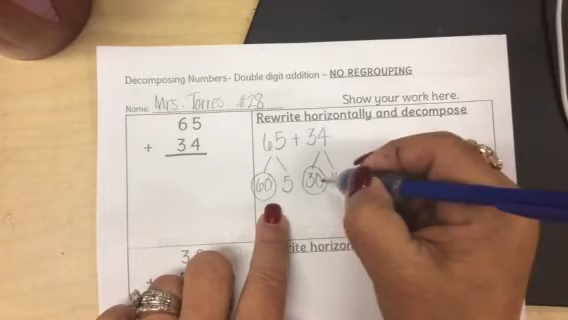 Decomposing Numbers- Double digit addition - NO REGROUPING
Name: Mrs. Torres #28
Show your work here.
65
+ 34
Rewrite horizontally and decompose
65 + 34
60 5 30
3
ite horizon